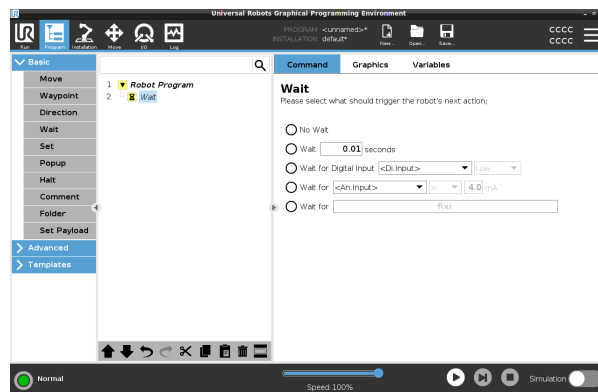 Universal Robots Graphical Programming Environment
UR
Run
Program
Installation
Move
I/O
Log
PROGRAM <unnamed>*
INSTALLATION default*
New...
Open...
Save...
CCCC
CCCC
Basic
Move
Waypoint
Direction
Wait
Set
Popup
Halt
Comment
Folder
Set Payload
Advanced
Templates
1 Robot Program
2 Wait
Command Graphics Variables
Wait
Please select what should trigger the robot's next action;
No Wait
Wait 0.01 seconds
Wait for Digital Input <Di.Input> Low
Wait for <An.Input> > 4.0 mA
Wait for f(x)
Normal
Speed 100%
Simulation